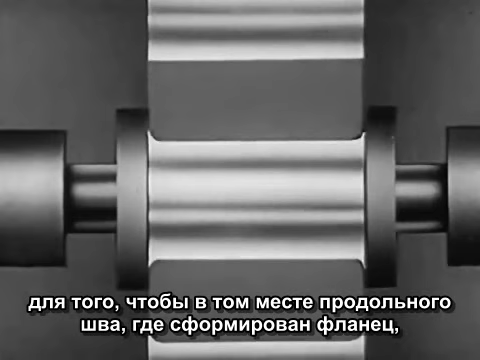 для того, чтобы в том месте продольного
шва, где сформирован фланец,